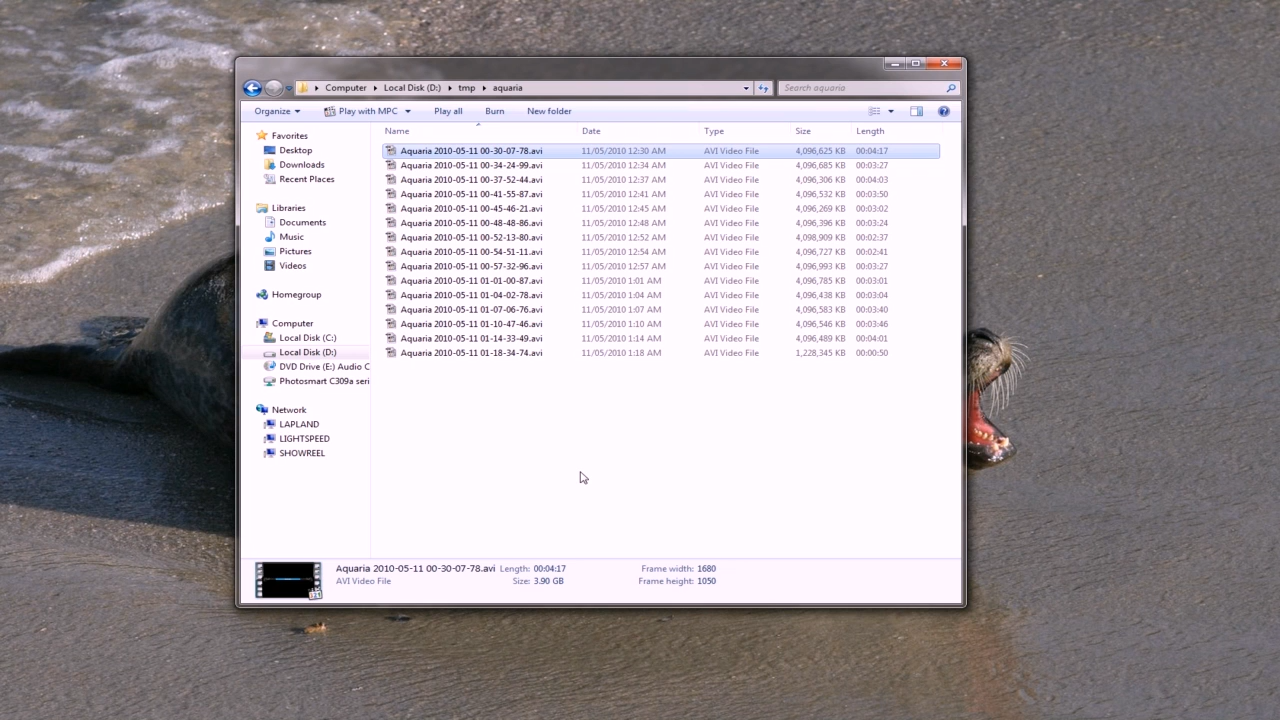 Computer Local Disk (D:) tmp aquaria Search aquaria
Organize Play with MPC Play all Burn New folder
Name Date Type Size Length
Favorites
Desktop
Downloads
Recent Places
Libraries
Documents
Music
Pictures
Videos
Homegroup
Computer
Local Disk (C:)
Local Disk (D:)
DVD Drive (E:) Audio C
Photosmart C309a seri
Network
LAPLAND
LIGHTSPEED
SHOWREEL
Aquaria 2010-05-11 00-30-07-78.avi 11/05/2010 12:30 AM AVI Video File 4,096,625 KB 00:04:17
Aquaria 2010-05-11 00-34-24-99.avi 11/05/2010 12:34 AM AVI Video File 4,096,685 KB 00:03:27
Aquaria 2010-05-11 00-37-52-44.avi 11/05/2010 12:37 AM AVI Video File 4,096,306 KB 00:04:03
Aquaria 2010-05-11 00-41-55-87.avi 11/05/2010 12:41 AM AVI Video File 4,096,532 KB 00:03:50
Aquaria 2010-05-11 00-45-46-21.avi 11/05/2010 12:45 AM AVI Video File 4,096,269 KB 00:03:02
Aquaria 2010-05-11 00-48-48-86.avi 11/05/2010 12:48 AM AVI Video File 4,096,396 KB 00:03:24
Aquaria 2010-05-11 00-52-13-80.avi 11/05/2010 12:52 AM AVI Video File 4,098,909 KB 00:02:37
Aquaria 2010-05-11 00-54-51-11.avi 11/05/2010 12:54 AM AVI Video File 4,096,727 KB 00:02:41
Aquaria 2010-05-11 00-57-32-96.avi 11/05/2010 12:57 AM AVI Video File 4,096,993 KB 00:03:27
Aquaria 2010-05-11 01-01-00-87.avi 11/05/2010 1:01 AM AVI Video File 4,096,785 KB 00:03:01
Aquaria 2010-05-11 01-04-02-78.avi 11/05/2010 1:04 AM AVI Video File 4,096,438 KB 00:03:04
Aquaria 2010-05-11 01-07-06-76.avi 11/05/2010 1:07 AM AVI Video File 4,096,583 KB 00:03:40
Aquaria 2010-05-11 01-10-47-46.avi 11/05/2010 1:10 AM AVI Video File 4,096,546 KB 00:03:46
Aquaria 2010-05-11 01-14-33-49.avi 11/05/2010 1:14 AM AVI Video File 4,096,489 KB 00:04:01
Aquaria 2010-05-11 01-18-34-74.avi 11/05/2010 1:18 AM AVI Video File 1,228,345 KB 00:00:50
Aquaria 2010-05-11 00-30-07-78.avi Length: 00:04:17 Frame width: 1680
AVI Video File Size: 3.90 GB Frame height: 1050